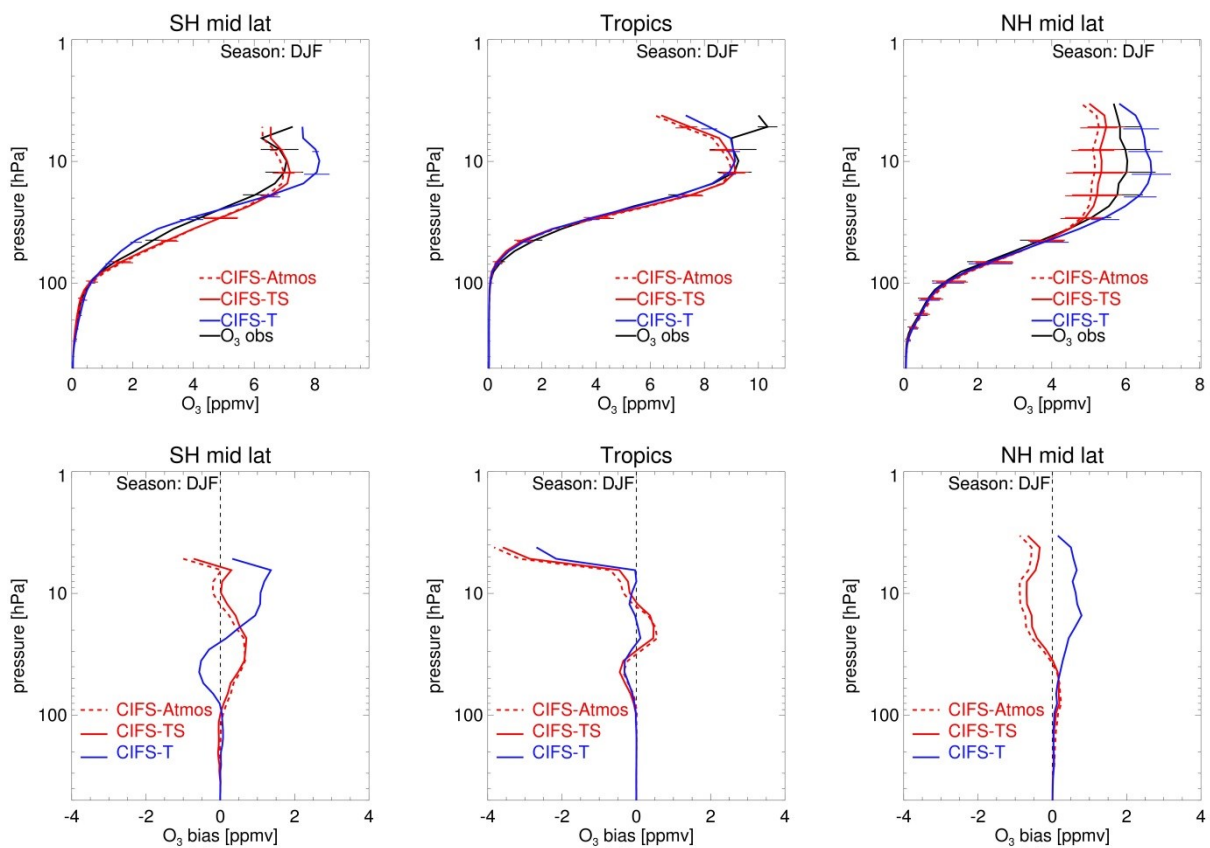 SH mid lat
1
Season: DJF
10
100
pressure [hPa]
CIFS-Atmos
CIFS-TS
CIFS-T
O3 obs
0 2 4 6 8
O3 [ppmv]
Tropics
1
Season: DJF
10
100
pressure [hPa]
CIFS-Atmos
CIFS-TS
CIFS-T
O3 obs
0 2 4 6 8 10
O3 [ppmv]
NH mid lat
1
Season: DJF
10
100
pressure [hPa]
CIFS-Atmos
CIFS-TS
CIFS-T
O3 obs
0 2 4 6 8
O3 [ppmv]
SH mid lat
1
Season: DJF
10
100
pressure [hPa]
CIFS-Atmos
CIFS-TS
CIFS-T
-4 -2 0 2 4
O3 bias [ppmv]
Tropics
1
Season: DJF
10
100
pressure [hPa]
CIFS-Atmos
CIFS-TS
CIFS-T
-4 -2 0 2 4
O3 bias [ppmv]
NH mid lat
1
Season: DJF
10
100
pressure [hPa]
CIFS-Atmos
CIFS-TS
CIFS-T
-4 -2 0 2 4
O3 bias [ppmv]